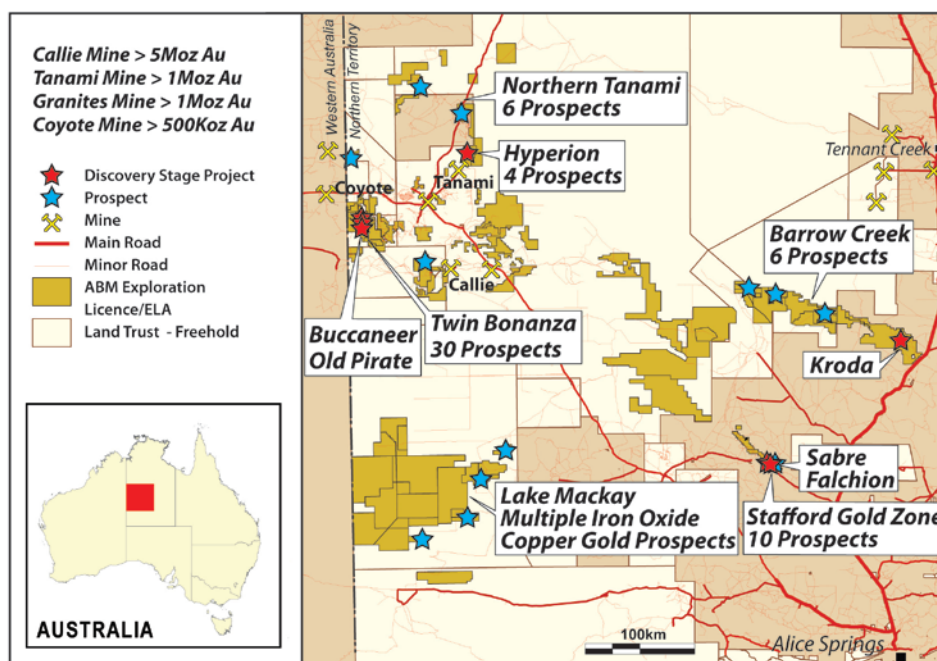 Callie Mine > 5Moz Au
Tanami Mine > 1Moz Au
Granites Mine > 1Moz Au
Coyote Mine > 500Koz Au
Discovery Stage Project
Prospect
Mine
Main Road
Minor Road
ABM Exploration
Licence/ELA
Land Trust - Freehold
AUSTRALIA
Western Australia
Northern Territory
Northern Tanami
6 Prospects
Hyperion
4 Prospects
Tennant Creek
Coyote
Tanami
Callie
Barrow Creek
6 Prospects
Buccaneer
Old Pirate
Twin Bonanza
30 Prospects
Kroda
Sabre
Falchion
Lake Mackay
Multiple Iron Oxide
Copper Gold Prospects
Stafford Gold Zone
10 Prospects
100km
Alice Springs